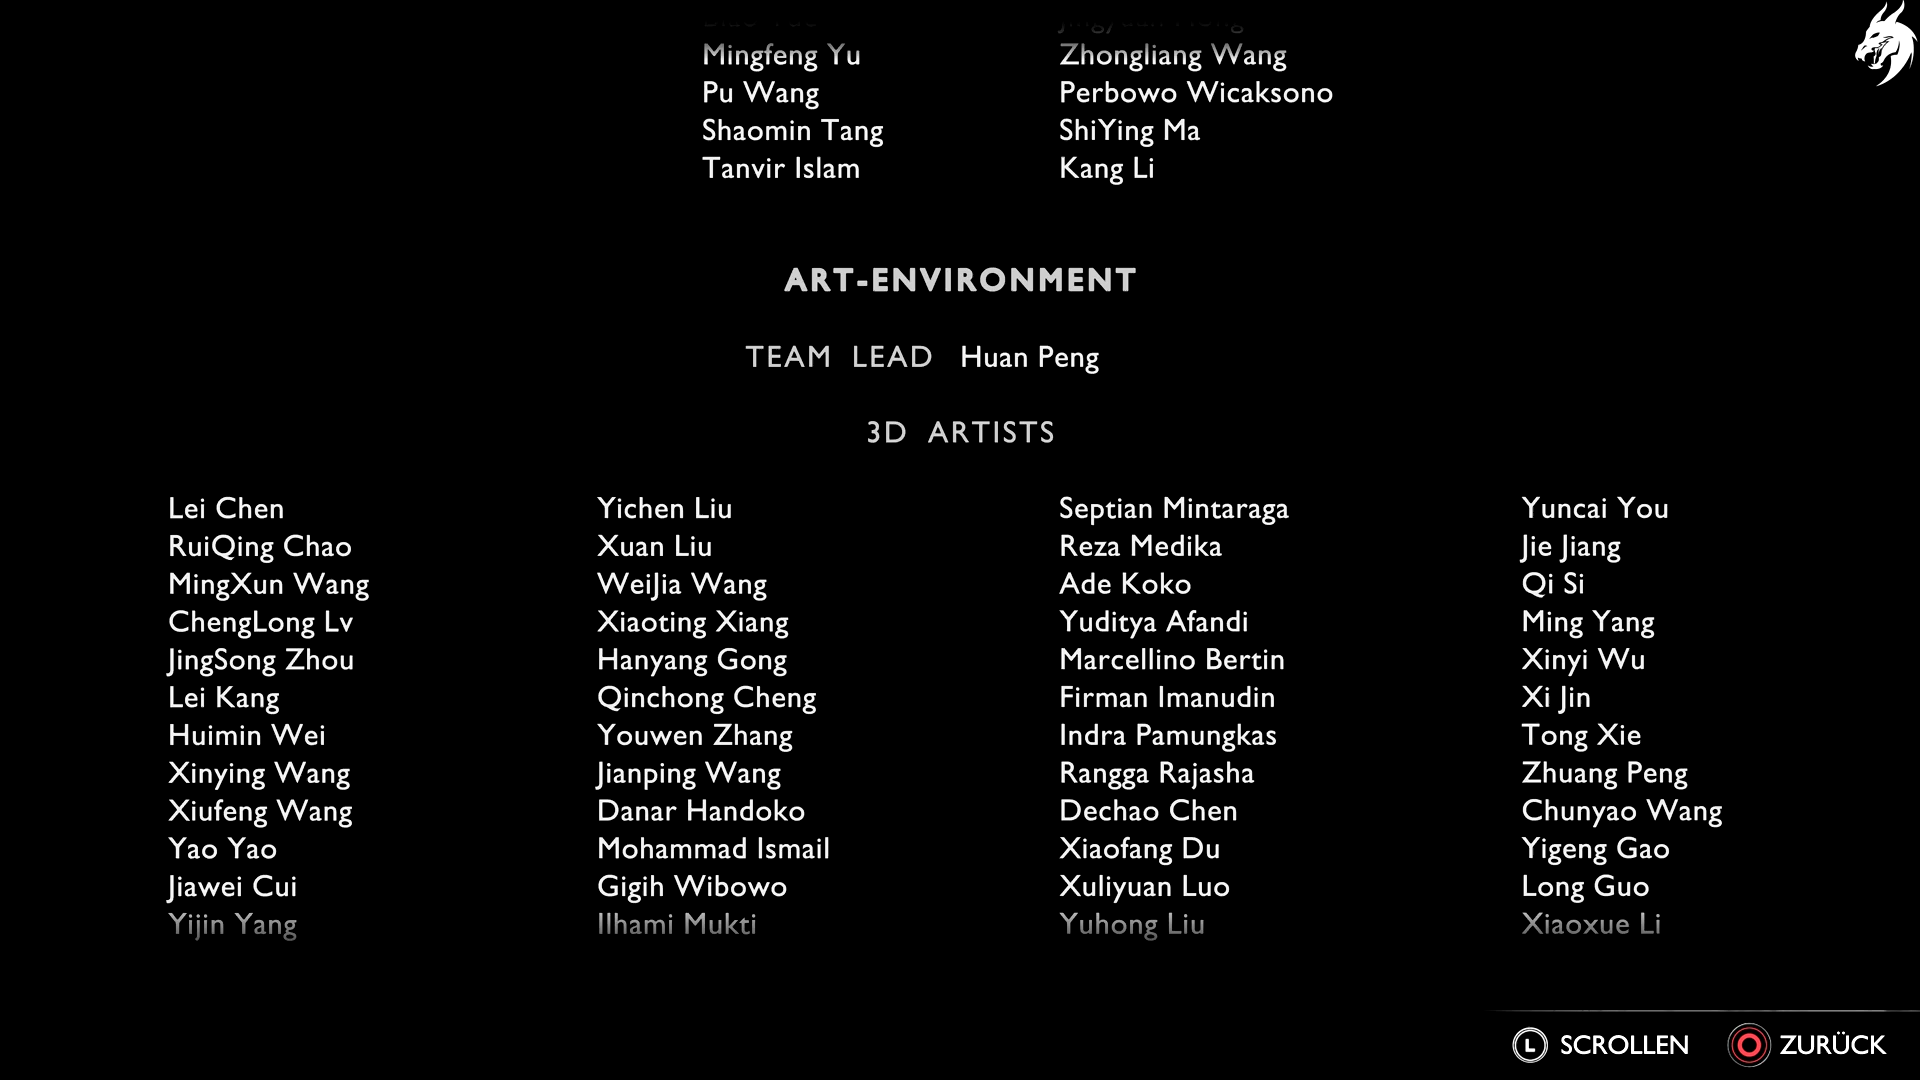 Mingfeng Yu Zhongliang Wang
Pu Wang Perbowo Wicaksono
Shaomin Tang ShiYing Ma
Tanvir Islam Kang Li
ART-ENVIRONMENT
TEAM LEAD Huan Peng
3D ARTISTS
Lei Chen Yichen Liu Septian Mintaraga Yuncai You
RuiQing Chao Xuan Liu Reza Medika Jie Jiang
MingXun Wang WeiJia Wang Ade Koko Qi Si
ChengLong Lv Xiaoting Xiang Yuditya Afandi Ming Yang
JingSong Zhou Hanyang Gong Marcellino Bertin Xinyi Wu
Lei Kang Qinchong Cheng Firman Imanudin Xi Jin
Huimin Wei Youwen Zhang Indra Pamungkas Tong Xie
Xinying Wang Jianping Wang Rangga Rajasha Zhuang Peng
Xiufeng Wang Danar Handoko Dechao Chen Chunyao Wang
Yao Yao Mohammad Ismail Xiaofang Du Yigeng Gao
Jiawei Cui Gigih Wibowo Xuliyuan Luo Long Guo
Yijin Yang Ilhami Mukti Yuhong Liu Xiaoxue Li
L SCROLLEN ZURÜCK